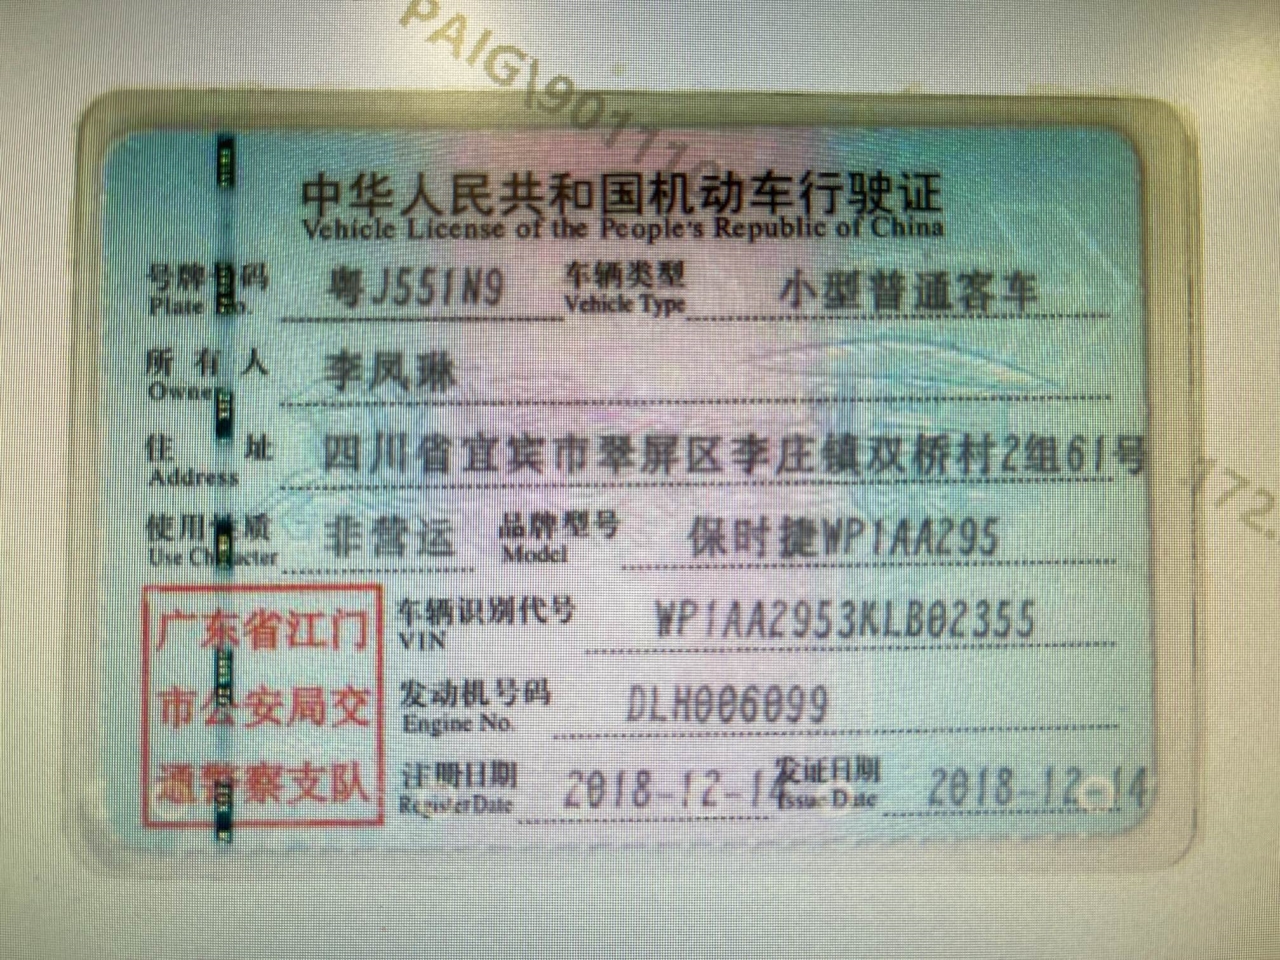 PAIG\90111
中华人民共和国机动车行驶证
Vehicle License of the People's Republic of China
号牌号码 粤J551N9 车辆类型 小型普通客车
Plate No. Vehicle Type
所有人 李凤琳
Owner
住址 四川省宜宾市翠屏区李庄镇双桥村2组61号
Address
172.
使用性质 非营运 品牌型号 保时捷WP1AA295
Use Character Model
广东省江门
市公安局交
通警察支队
车辆识别代号 WP1AA2953KLB02355
VIN
发动机号码 DLH006099
Engine No.
注册日期 2018-12-14 发证日期 2018-12-14
Register Date Issue Date